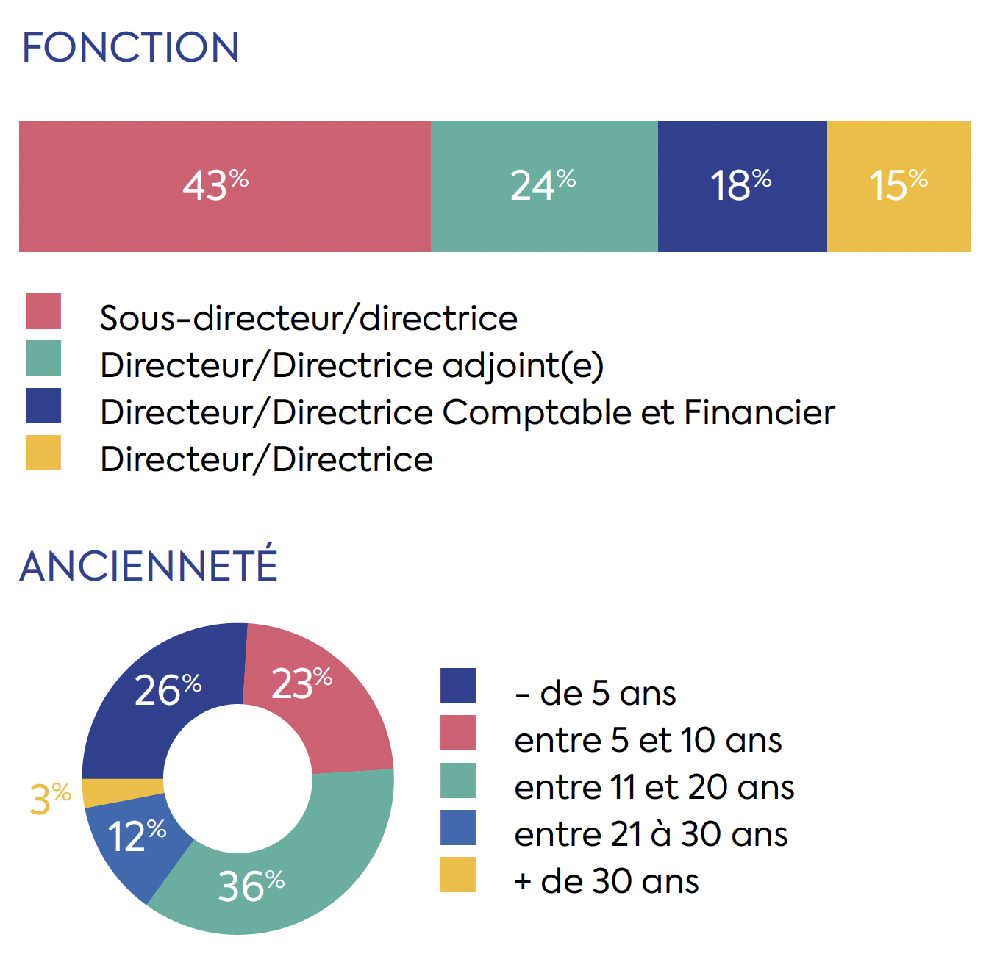 FONCTION
43% 24% 18% 15%
Sous-directeur/directrice
Directeur/Directrice adjoint(e)
Directeur/Directrice Comptable et Financier
Directeur/Directrice
ANCIENNETÉ
26% 23%
3%
12%
36%
- de 5 ans
entre 5 et 10 ans
entre 11 et 20 ans
entre 21 à 30 ans
+ de 30 ans